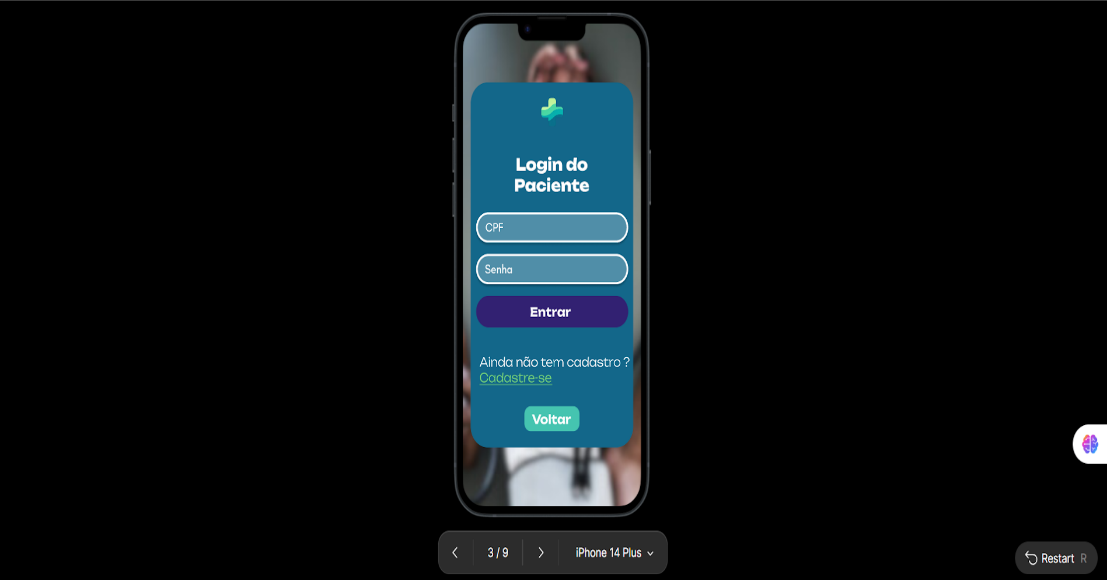 Login do
Paciente
CPF
Senha
Entrar
Ainda não tem cadastro ?
Cadastre-se
Voltar
3 / 9
iPhone 14 Plus
Restart R